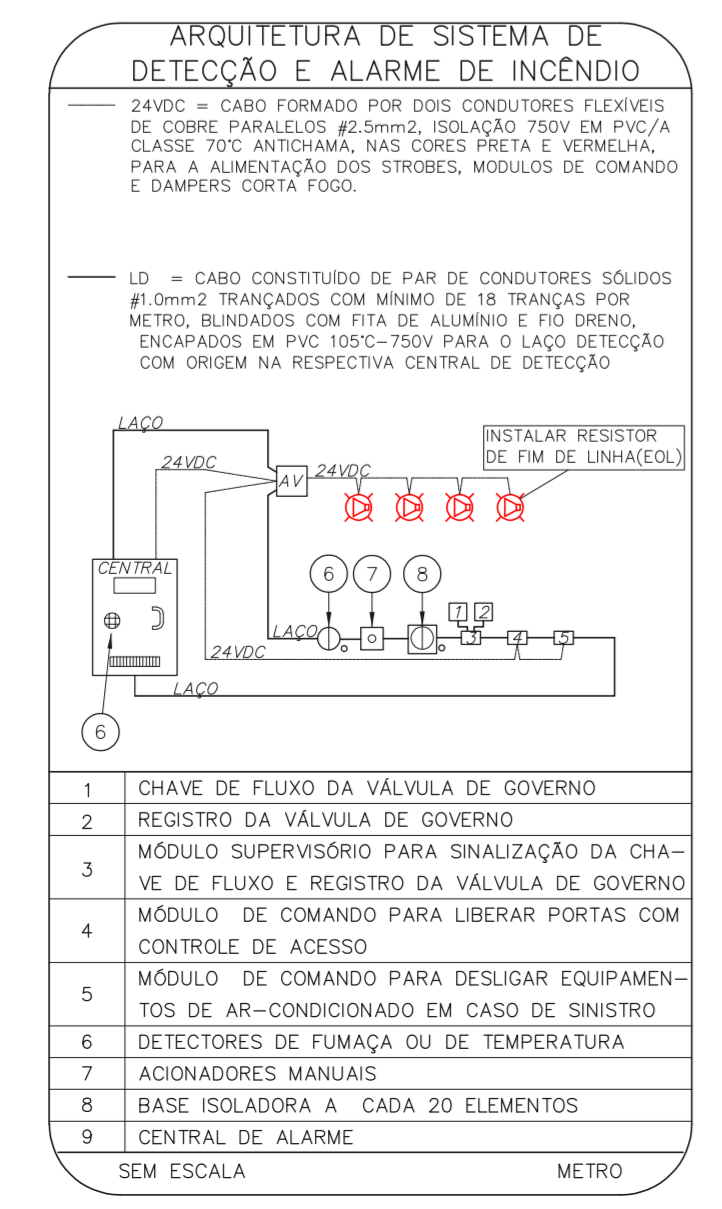 ARQUITETURA DE SISTEMA DE
DETECÇÃO E ALARME DE INCÊNDIO
24VDC = CABO FORMADO POR DOIS CONDUTORES FLEXÍVEIS
DE COBRE PARALELOS #2.5mm2, ISOLAÇÃO 750V EM PVC/A
CLASSE 70°C ANTICHAMA, NAS CORES PRETA E VERMELHA,
PARA A ALIMENTAÇÃO DOS STROBES, MODULOS DE COMANDO
E DAMPERS CORTA FOGO.
LD = CABO CONSTITUÍDO DE PAR DE CONDUTORES SÓLIDOS
#1.0mm2 TRANÇADOS COM MÍNIMO DE 18 TRANÇAS POR
METRO, BLINDADOS COM FITA DE ALUMÍNIO E FIO DRENO,
ENCAPADOS EM PVC 105°C-750V PARA O LAÇO DETECÇÃO
COM ORIGEM NA RESPECTIVA CENTRAL DE DETECÇÃO
LAÇO
INSTALAR RESISTOR
DE FIM DE LINHA(EOL)
24VDC
AV
24VDC
CENTRAL
6 7 8
1 2
LAÇO
3 4 5
24VDC
LAÇO
6
1 CHAVE DE FLUXO DA VÁLVULA DE GOVERNO
2 REGISTRO DA VÁLVULA DE GOVERNO
3 MÓDULO SUPERVISÓRIO PARA SINALIZAÇÃO DA CHA-
VE DE FLUXO E REGISTRO DA VÁLVULA DE GOVERNO
4 MÓDULO DE COMANDO PARA LIBERAR PORTAS COM
CONTROLE DE ACESSO
5 MÓDULO DE COMANDO PARA DESLIGAR EQUIPAMEN-
TOS DE AR-CONDICIONADO EM CASO DE SINISTRO
6 DETECTORES DE FUMAÇA OU DE TEMPERATURA
7 ACIONADORES MANUAIS
8 BASE ISOLADORA A CADA 20 ELEMENTOS
9 CENTRAL DE ALARME
SEM ESCALA METRO